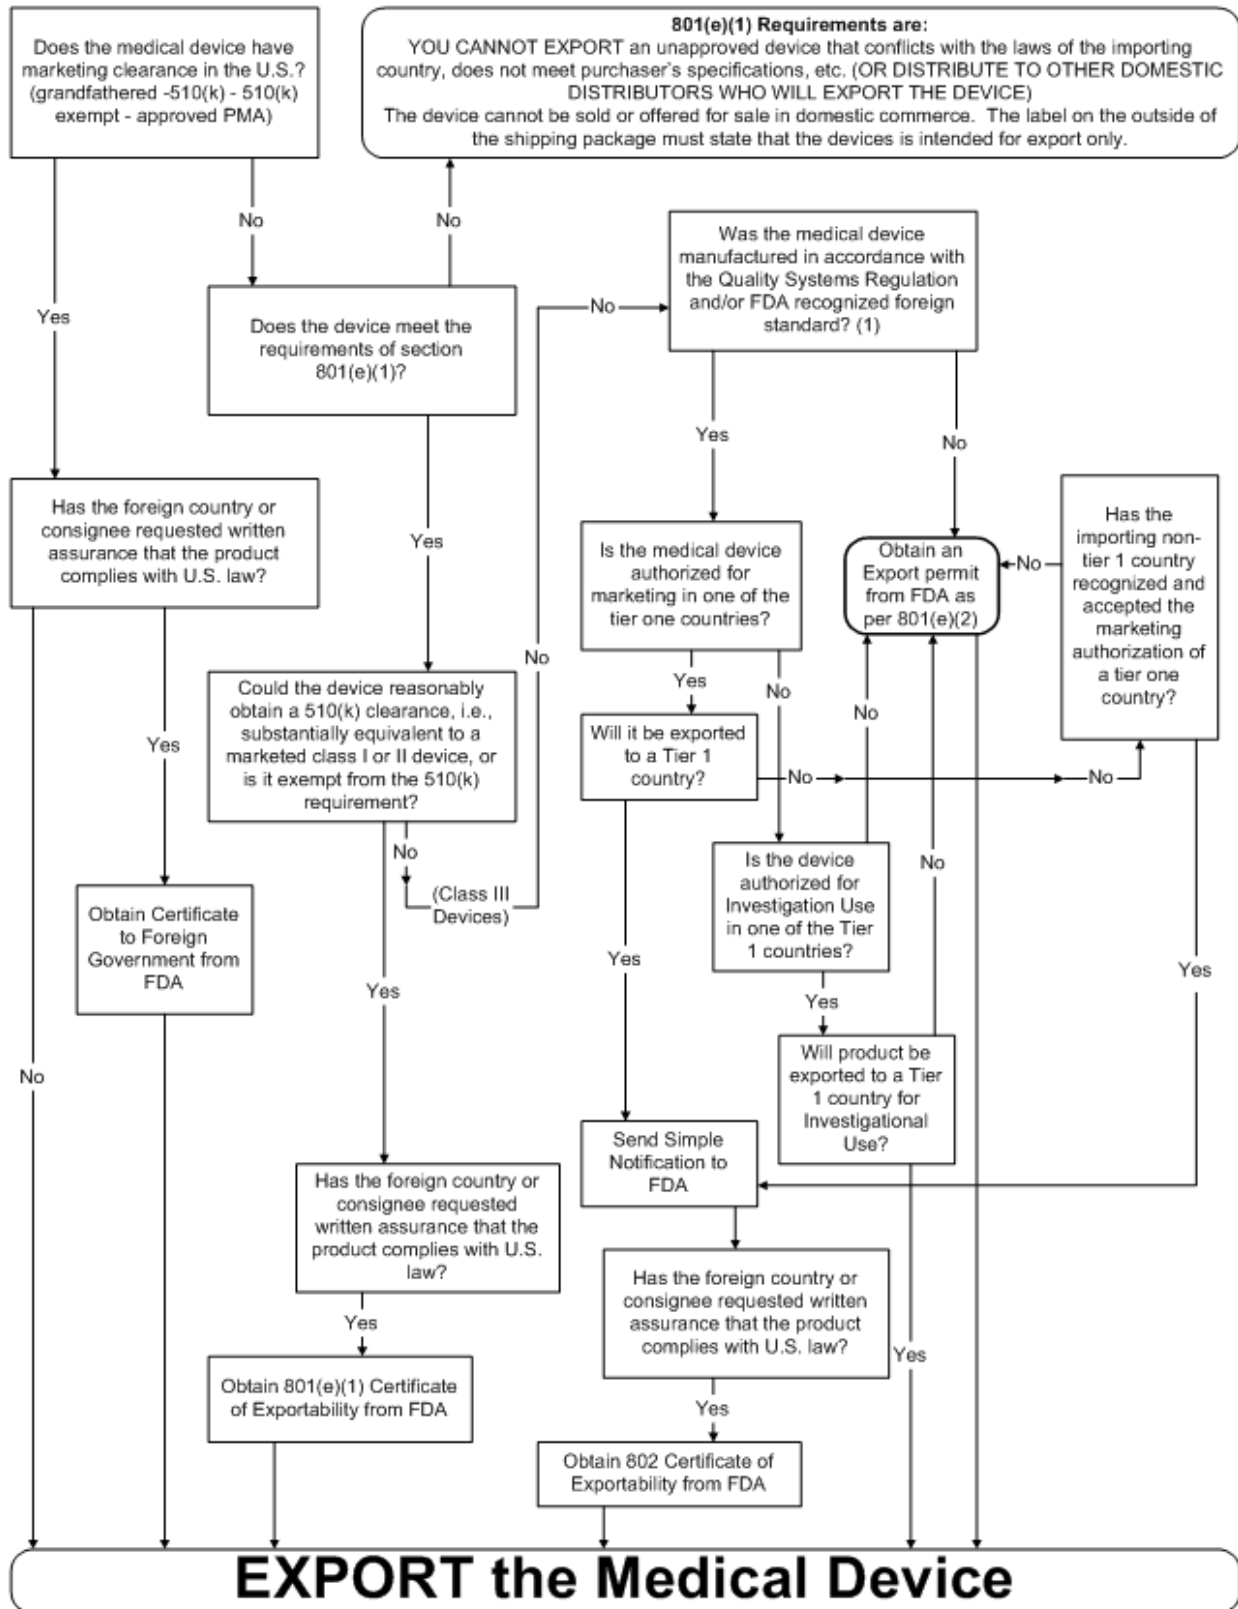 Does the medical device have
marketing clearance in the U.S.?
(grandfathered -510(k) - 510(k)
exempt - approved PMA)
801(e)(1) Requirements are:
YOU CANNOT EXPORT an unapproved device that conflicts with the laws of the importing
country, does not meet purchaser's specifications, etc. (OR DISTRIBUTE TO OTHER DOMESTIC
DISTRIBUTORS WHO WILL EXPORT THE DEVICE)
The device cannot be sold or offered for sale in domestic commerce. The label on the outside of
the shipping package must state that the devices is intended for export only.
No
No
Yes
Does the device meet the
requirements of section
801(e)(1)?
No
Was the medical device
manufactured in accordance with
the Quality Systems Regulation
and/or FDA recognized foreign
standard? (1)
Yes
No
Has the foreign country or
consignee requested written
assurance that the product
complies with U.S. law?
Yes
Is the medical device
authorized for
marketing in one of the
tier one countries?
Obtain an
Export permit
from FDA as
per 801(e)(2)
No
Has the
importing non-
tier 1 country
recognized and
accepted the
marketing
authorization of
a tier one
country?
No
Yes
No
No
Yes
Could the device reasonably
obtain a 510(k) clearance, i.e.,
substantially equivalent to a
marketed class I or II device, or
is it exempt from the 510(k)
requirement?
Will it be exported
to a Tier 1
country?
No
No
No
(Class III
Devices)
Is the device
authorized for
Investigation Use
in one of the Tier
1 countries?
No
Obtain Certificate
to Foreign
Government from
FDA
Yes
Yes
Yes
Yes
No
Will product be
exported to a Tier
1 country for
Investigational
Use?
Send Simple
Notification to
FDA
Has the foreign country or
consignee requested
written assurance that the
product complies with U.S.
law?
Has the foreign country or
consignee requested written
assurance that the product
complies with U.S. law?
Yes
Yes
Obtain 801(e)(1) Certificate
of Exportability from FDA
Yes
Obtain 802 Certificate of
Exportability from FDA
EXPORT the Medical Device